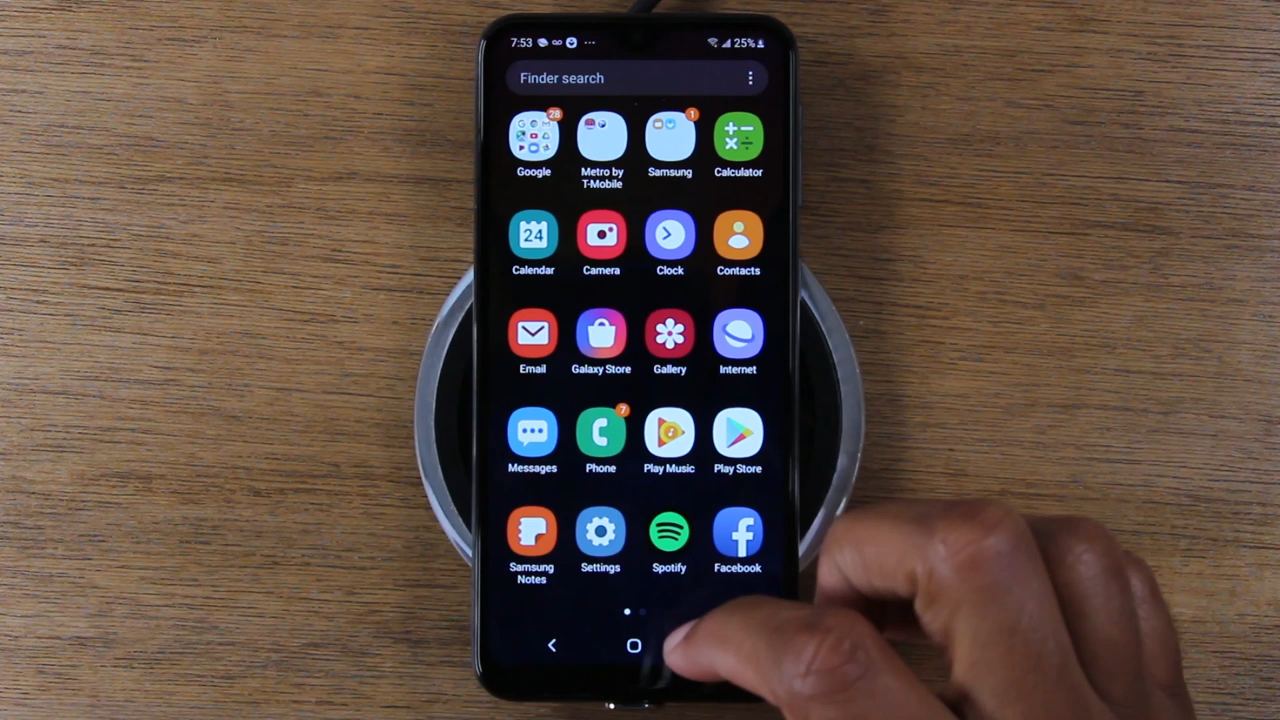 7:53 25%
Finder search
28 1
Google Metro by T-Mobile Samsung Calculator
24
Calendar Camera Clock Contacts
Email Galaxy Store Gallery Internet
7
Messages Phone Play Music Play Store
Samsung Notes Settings Spotify Facebook